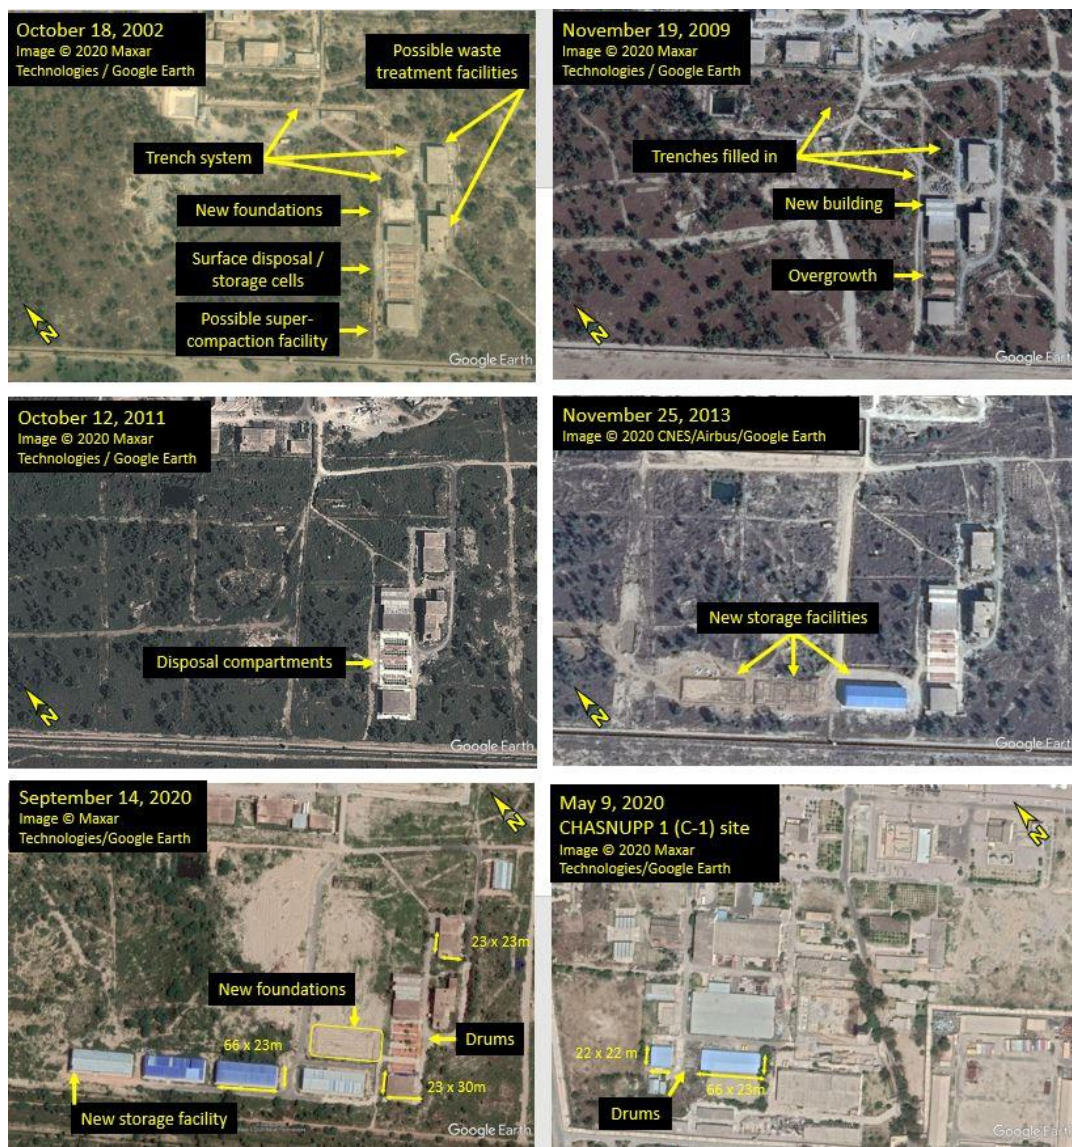 October 18, 2002
Image © 2020 Maxar
Technologies / Google Earth
Possible waste
treatment facilities
Trench system
New foundations
Surface disposal /
storage cells
Possible super-
compaction facility
N
Google Earth
November 19, 2009
Image © 2020 Maxar
Technologies / Google Earth
Trenches filled in
New building
Overgrowth
N
Google Earth
October 12, 2011
Image © 2020 Maxar
Technologies / Google Earth
Disposal compartments
N
Google Earth
November 25, 2013
Image © 2020 CNES/Airbus/Google Earth
New storage facilities
N
Google Earth
September 14, 2020
Image © Maxar
Technologies/Google Earth
N
23 x 23m
New foundations
66 x 23m
Drums
23 x 30m
New storage facility
Google Earth
May 9, 2020
CHASNUPP 1 (C-1) site
Image © 2020 Maxar
Technologies/Google Earth
N
22 x 22 m
66 x 23m
Drums
Google Earth